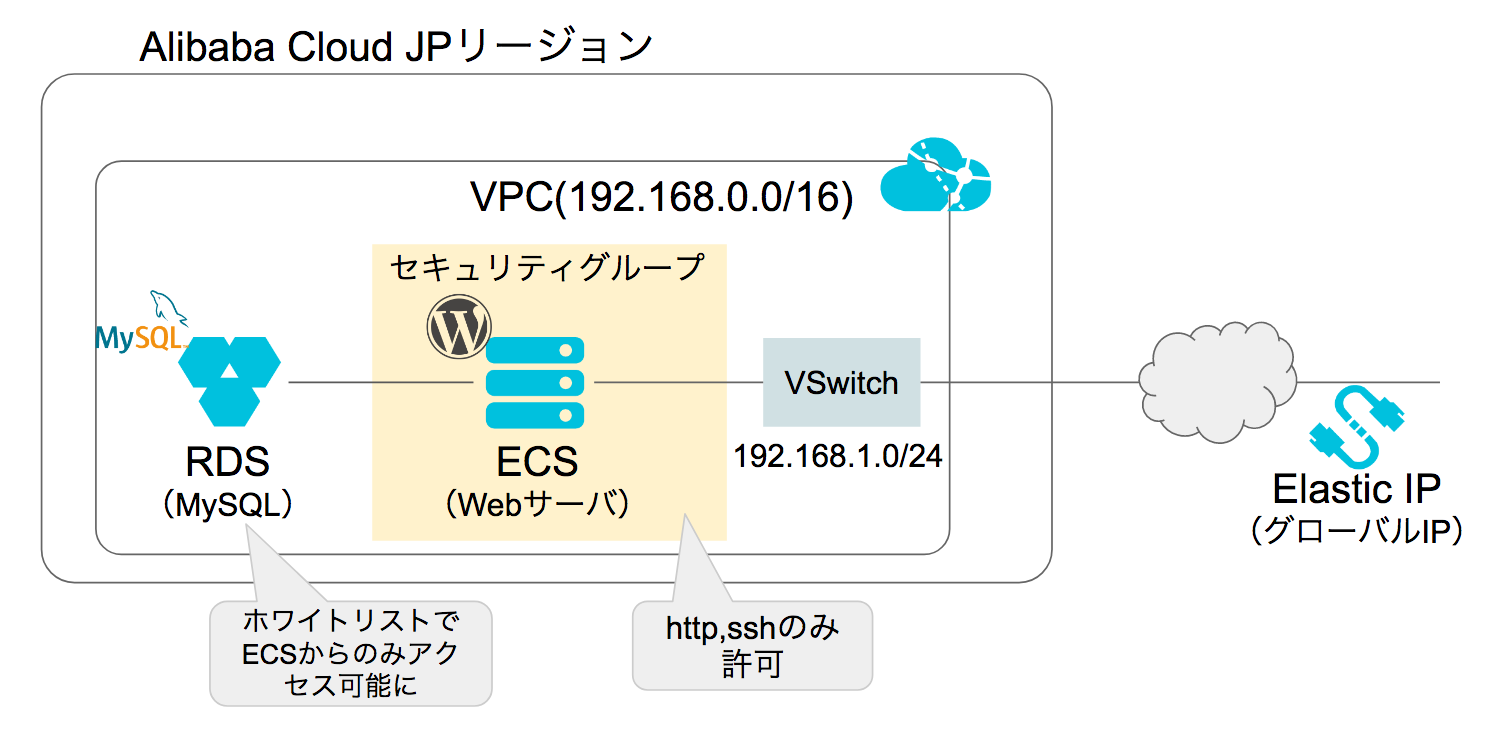 Alibaba Cloud JPリージョン
VPC(192.168.0.0/16)
セキュリティグループ
MySQL
W
VSwitch
RDS
（MySQL）
ECS
（Webサーバ）
192.168.1.0/24
Elastic IP
（グローバルIP）
ホワイトリストで
ECSからのみアク
セス可能に
http,sshのみ
許可